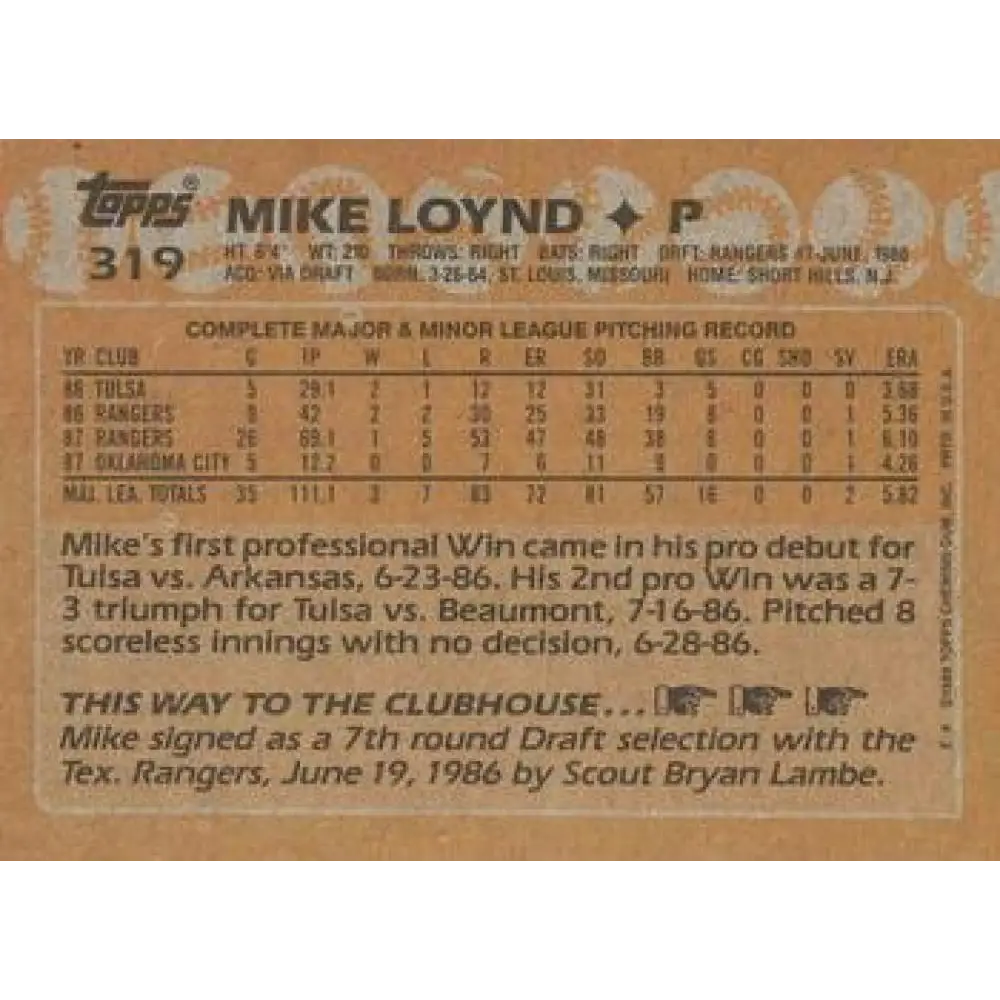 Topps®
MIKE LOYND ✦ P
319
HT: 6'4" WT: 210 THROWS: RIGHT BATS: RIGHT DRFT: RANGERS #7-JUNE, 1986
ACQ: VIA DRAFT BORN: 3-26-64, ST. LOUIS, MISSOURI HOME: SHORT HILLS, N.J.
COMPLETE MAJOR & MINOR LEAGUE PITCHING RECORD
YR CLUB G IP W L R ER SO BB GS CG SHO SV ERA
86 TULSA 5 29.1 2 1 12 12 31 3 5 0 0 0 3.68
86 RANGERS 9 42 2 2 30 25 33 19 8 0 0 1 5.36
87 RANGERS 26 69.1 1 5 53 47 48 38 8 0 0 1 6.10
87 OKLAHOMA CITY 5 12.2 0 0 7 6 11 9 0 0 0 1 4.26
MAJ. LEA. TOTALS 35 111.1 3 7 83 72 81 57 16 0 0 2 5.82
Mike's first professional Win came in his pro debut for
Tulsa vs. Arkansas, 6-23-86. His 2nd pro Win was a 7-
3 triumph for Tulsa vs. Beaumont, 7-16-86. Pitched 8
scoreless innings with no decision, 6-28-86.
THIS WAY TO THE CLUBHOUSE...
Mike signed as a 7th round Draft selection with the
Tex. Rangers, June 19, 1986 by Scout Bryan Lambe.
TOPPS CHEWING GUM, INC. PRTD. IN U.S.A.